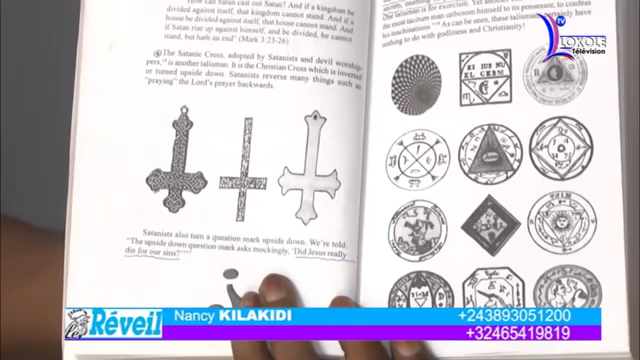 "How can Satan cast out Satan? And if a kingdom be
divided against itself, that kingdom cannot stand. And if a
house be divided against itself, that house cannot stand. And
if Satan rise up against himself, and be divided, he cannot
stand, but hath an end" (Mark 3:23-26)
The Satanic Cross, adopted by Satanists and devil worship-
pers, is another talisman. It is the Christian Cross which is inverted
or turned upside down. Satanists reverse many things such as
"praying" the Lord's prayer backwards.
Satanists also turn a question mark upside down. We're told
"The upside down question mark asks mockingly, 'Did Jesus really
die for our sins?'"
One talisman is for exorcism. Yet another
the most taciturn man unbosom himself to its possessor, to confess
his machinations." As can be seen, these talismans certainly have
nothing to do with godliness and Christianity!
TV
LOKOLE
Télévision
Réveil
Nancy KILAKIDI
+243893051200
+32465419819